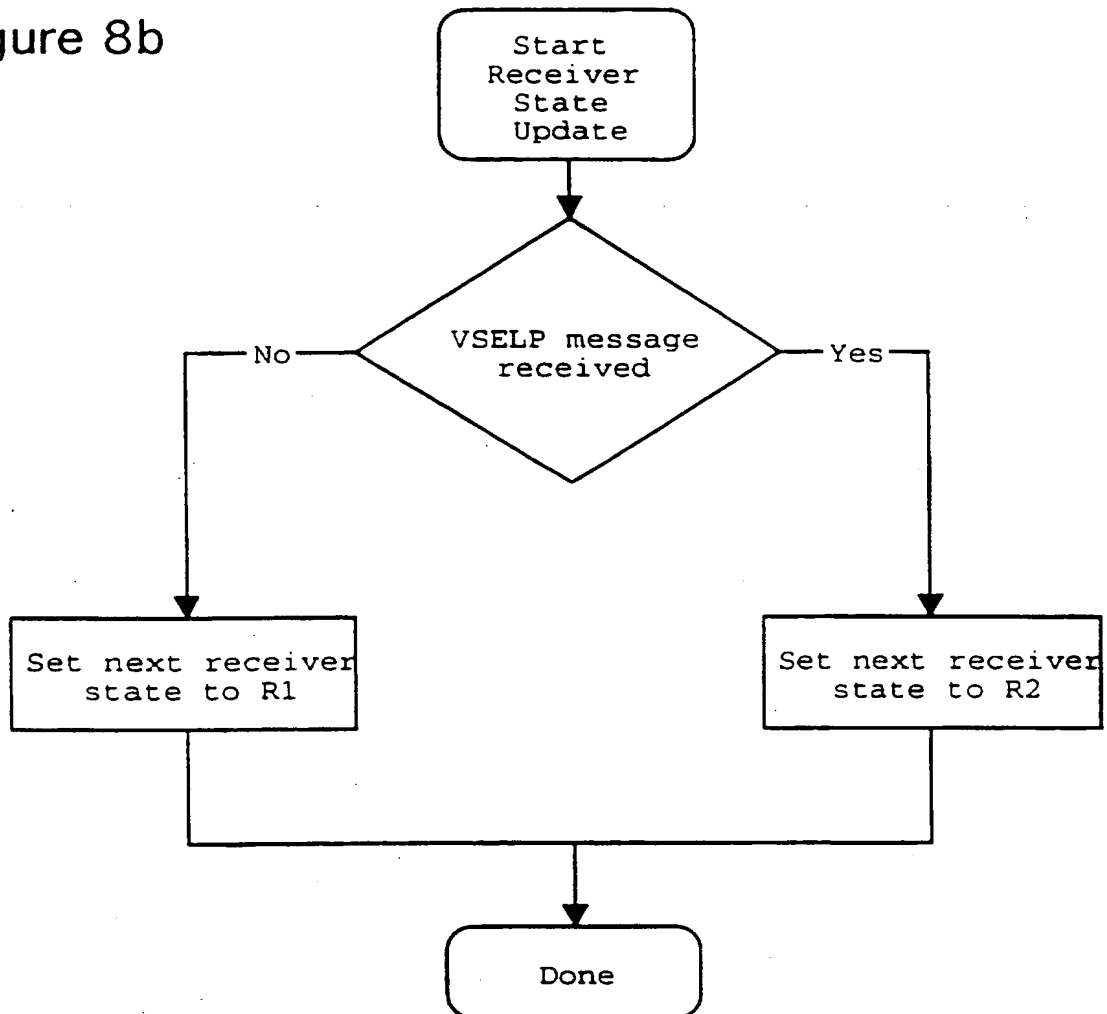 gure 8b
Start
Receiver
State
Update
VSELP message
received
No
Yes
Set next receiver
state to R1
Set next receiver
state to R2
Done